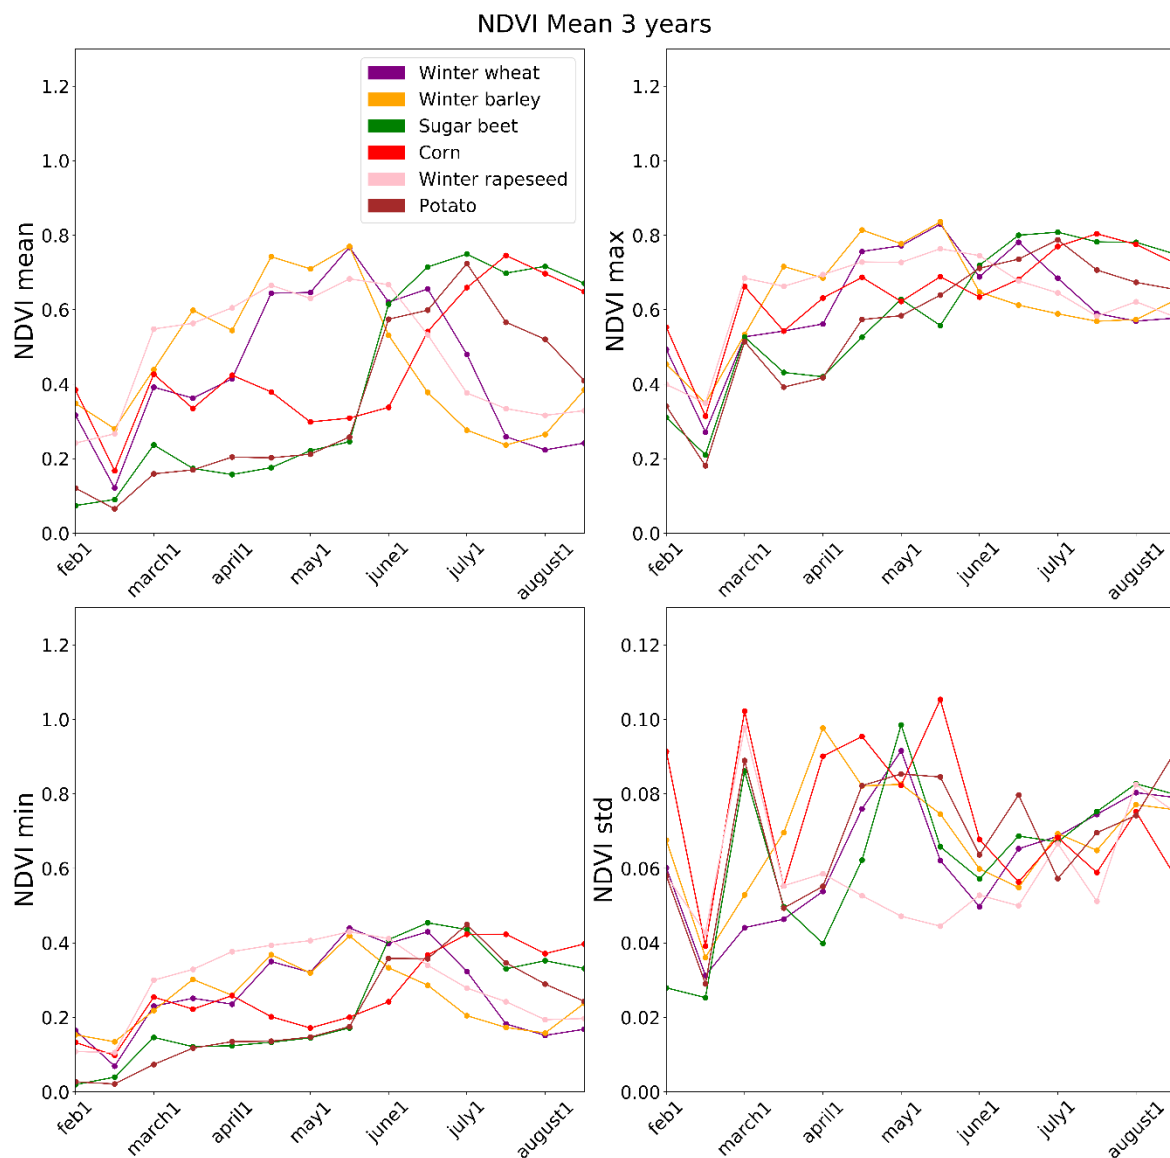 NDVI Mean 3 years
NDVI mean
1.2
1.0
0.8
0.6
0.4
0.2
0.0
Winter wheat
Winter barley
Sugar beet
Corn
Winter rapeseed
Potato
feb1
march1
april1
may1
june1
july1
august1
NDVI max
1.2
1.0
0.8
0.6
0.4
0.2
0.0
feb1
march1
april1
may1
june1
july1
august1
NDVI min
1.2
1.0
0.8
0.6
0.4
0.2
0.0
feb1
march1
april1
may1
june1
july1
august1
NDVI std
0.12
0.10
0.08
0.06
0.04
0.02
0.00
feb1
march1
april1
may1
june1
july1
august1